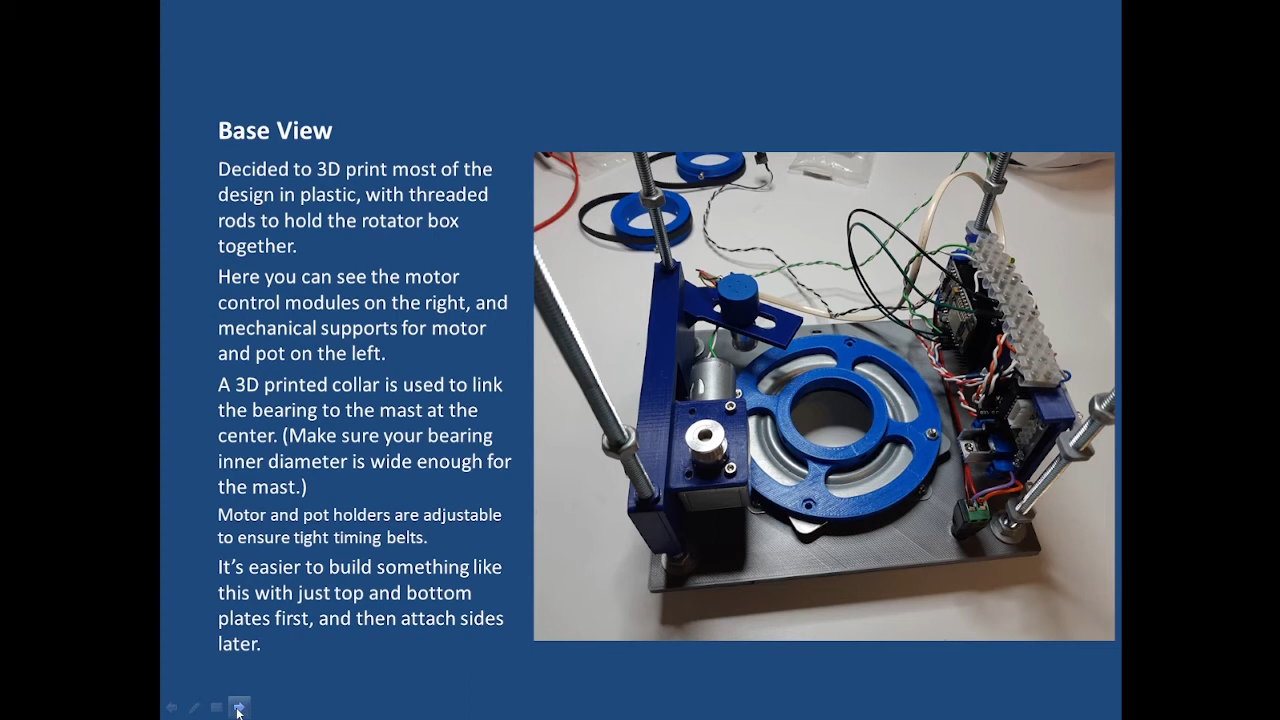 Base View
Decided to 3D print most of the
design in plastic, with threaded
rods to hold the rotator box
together.
Here you can see the motor
control modules on the right, and
mechanical supports for motor
and pot on the left.
A 3D printed collar is used to link
the bearing to the mast at the
center. (Make sure your bearing
inner diameter is wide enough for
the mast.)
Motor and pot holders are adjustable
to ensure tight timing belts.
It’s easier to build something like
this with just top and bottom
plates first, and then attach sides
later.